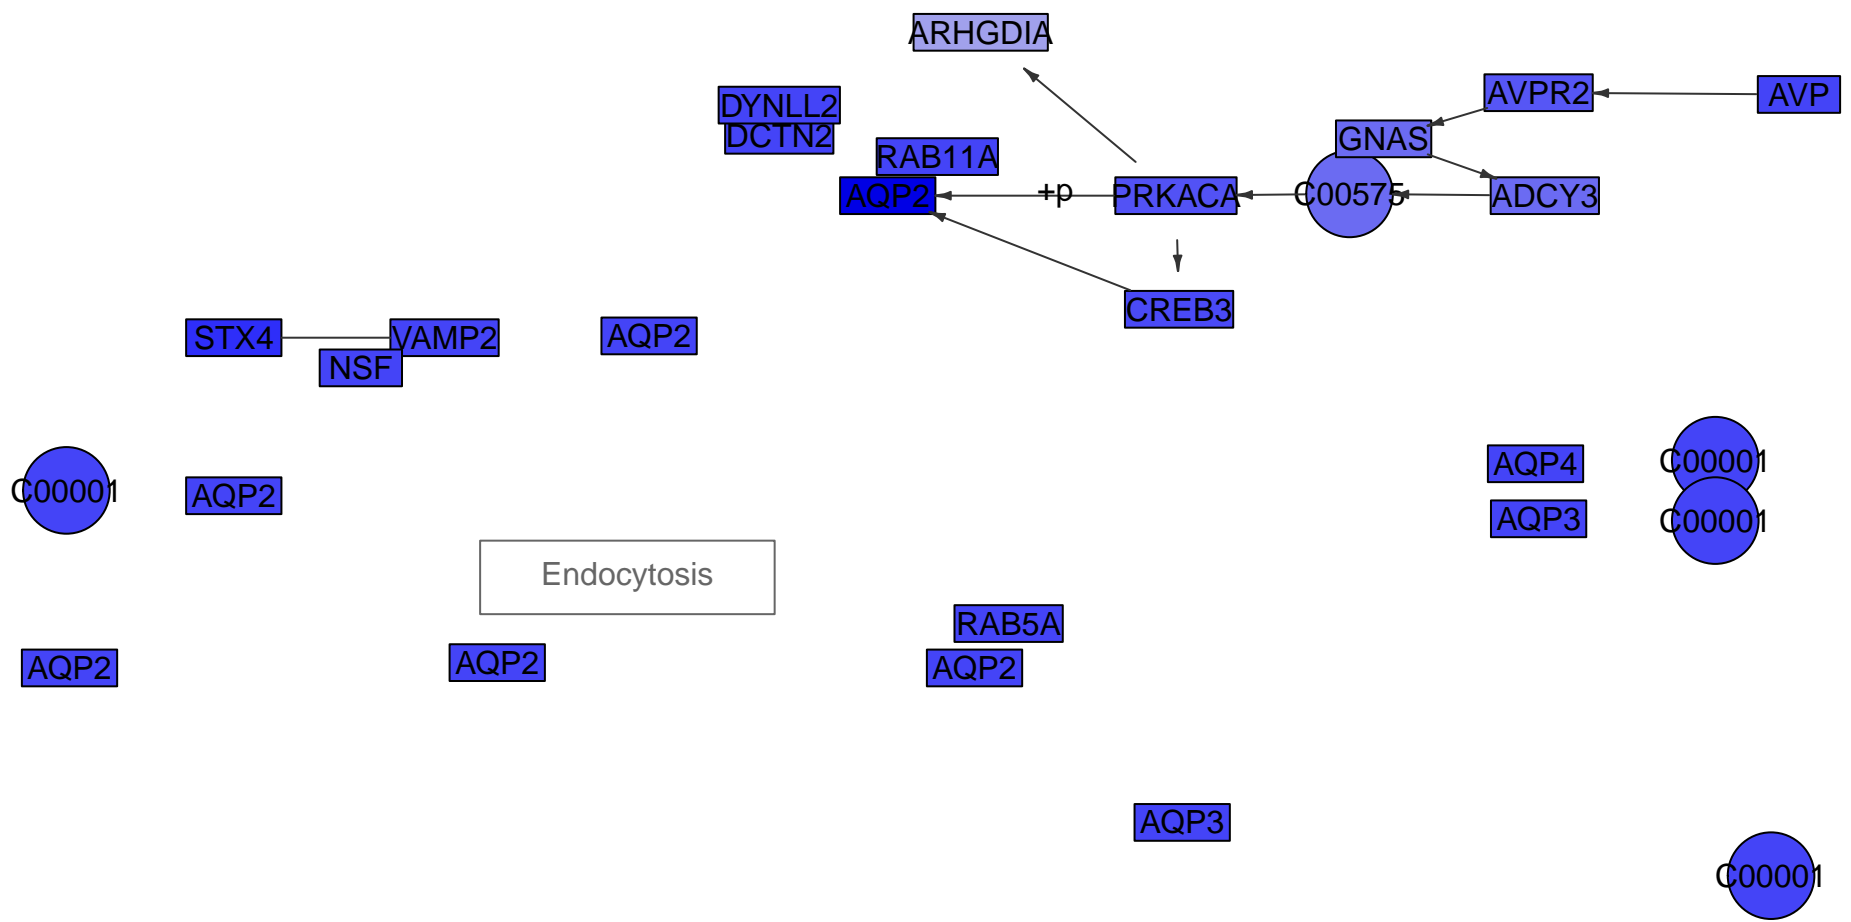 ARHGDIA
DYNLL2
AVPR2
AVP
DCTN2
GNAS
RAB11A
AQP2
+p
PRKACA
C00575
ADCY3
CREB3
STX4
VAMP2
AQP2
NSF
C00001
AQP2
AQP4
C00001
AQP3
C00001
Endocytosis
RAB5A
AQP2
AQP2
AQP2
AQP3
C00001